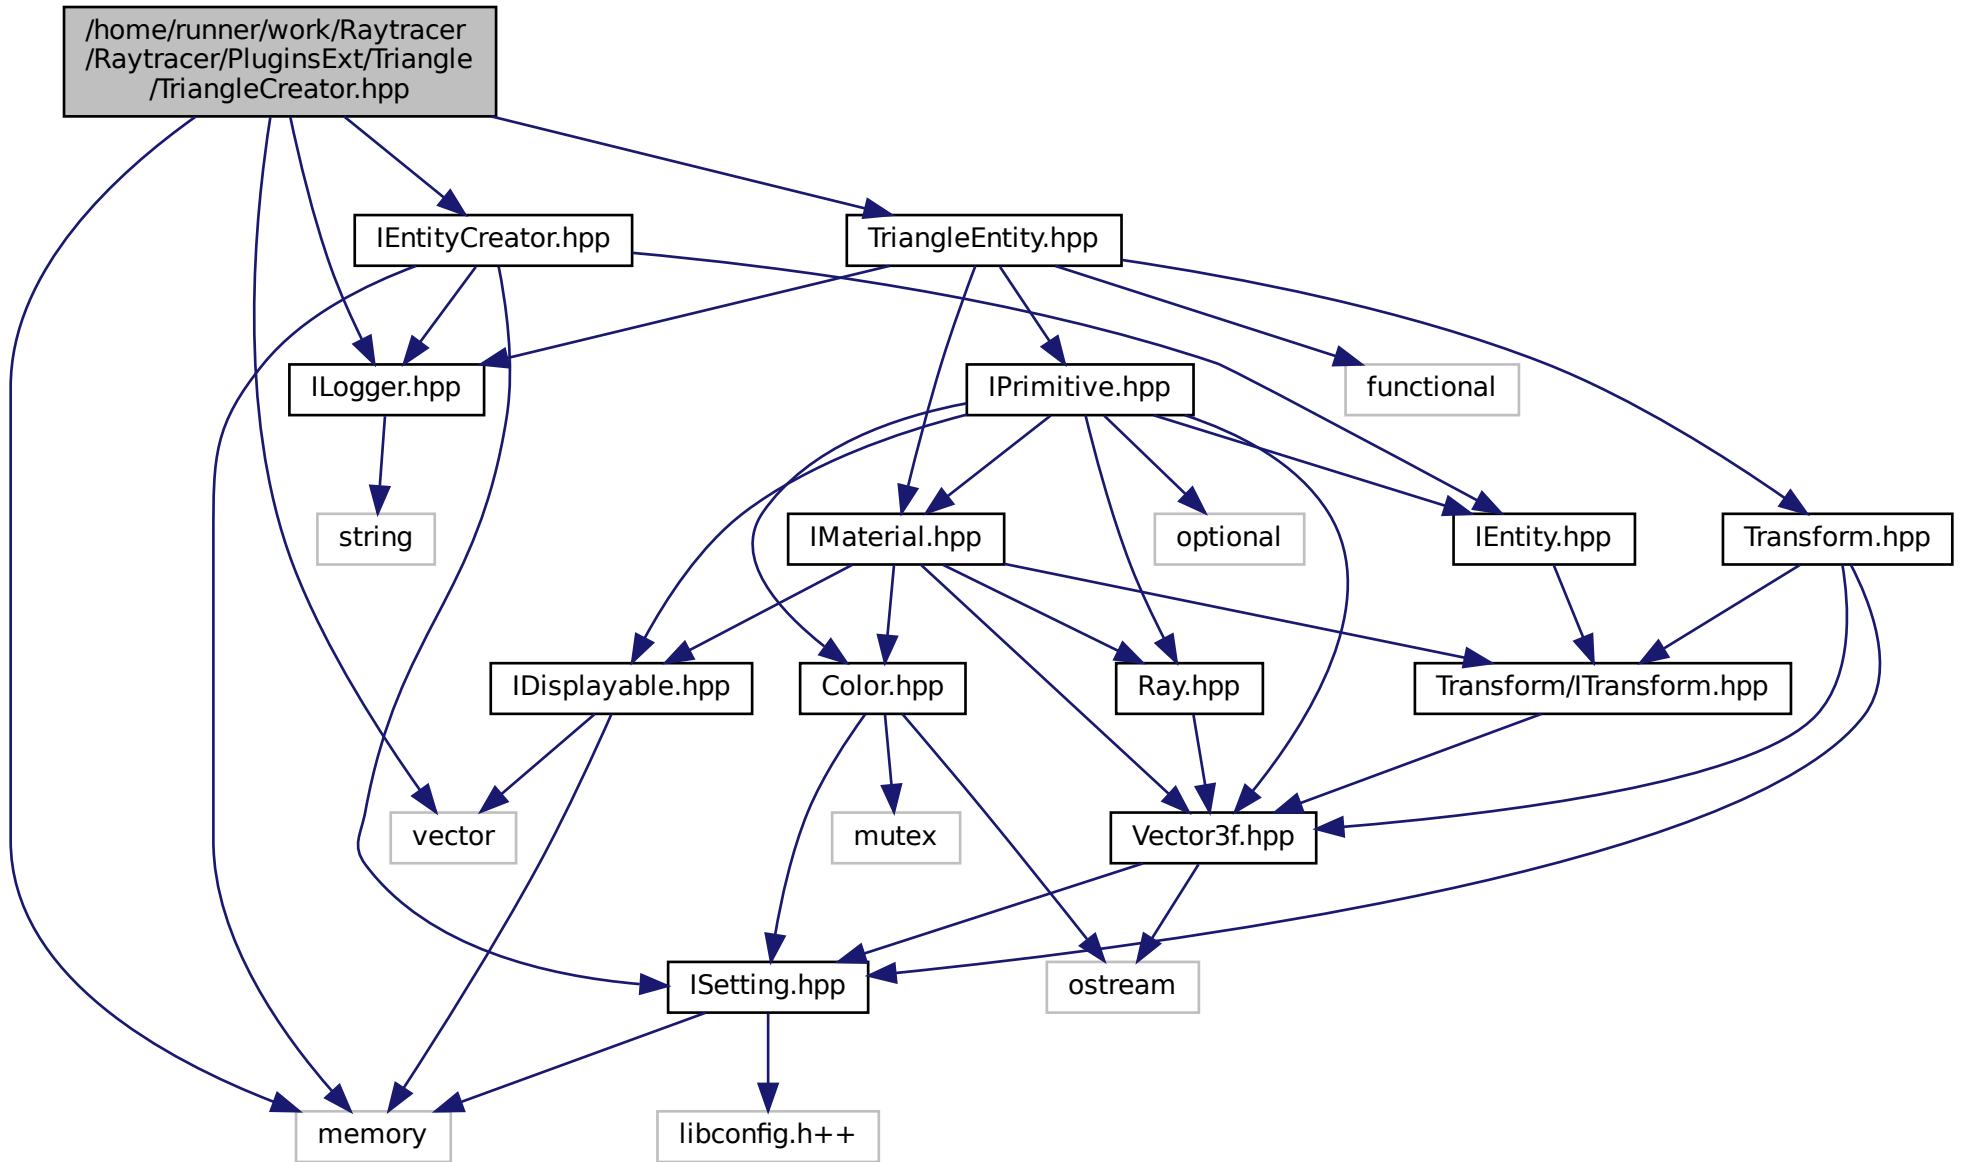 /home/runner/work/Raytracer
/Raytracer/PluginsExt/Triangle
/TriangleCreator.hpp
IEntityCreator.hpp
TriangleEntity.hpp
ILogger.hpp
IPrimitive.hpp
functional
string
IMaterial.hpp
optional
IEntity.hpp
Transform.hpp
IDisplayable.hpp
Color.hpp
Ray.hpp
Transform/ITransform.hpp
vector
mutex
Vector3f.hpp
ISetting.hpp
ostream
memory
libconfig.h++